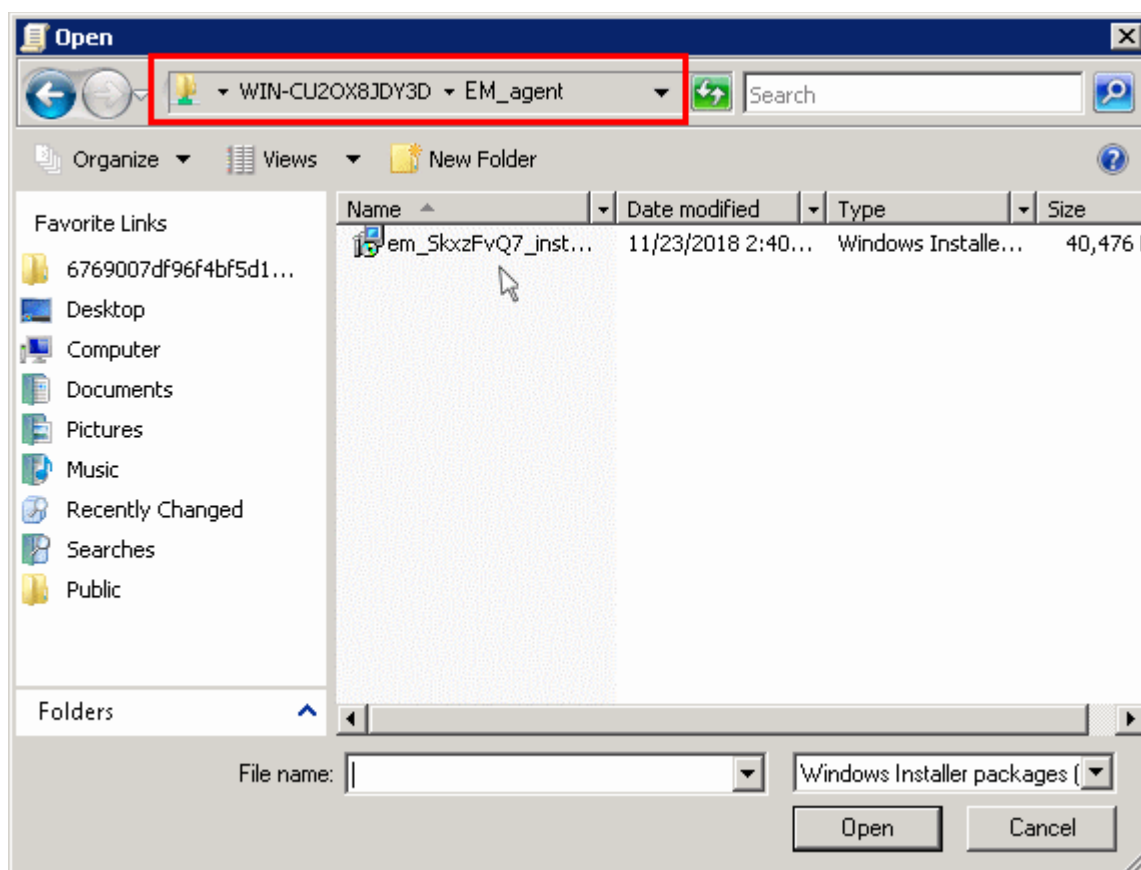 Open
WIN-CU2OX8JDY3D EM_agent
Search
Organize Views New Folder
Favorite Links
6769007df96f4bf5d1...
Desktop
Computer
Documents
Pictures
Music
Recently Changed
Searches
Public
Folders
Name Date modified Type Size
em_SkxzFvQ7_inst... 11/23/2018 2:40... Windows Installe... 40,476
File name:
Windows Installer packages (
Open Cancel